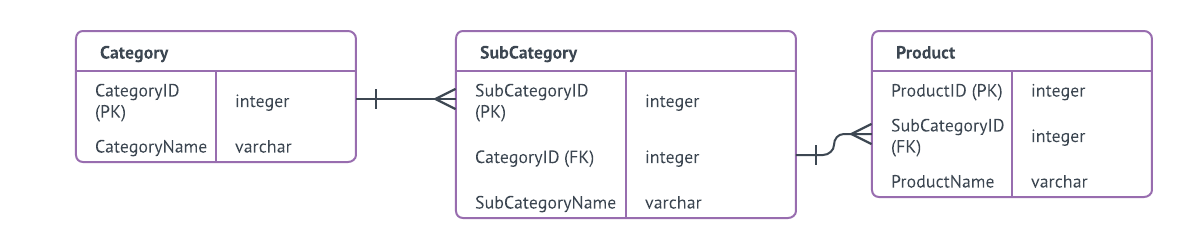 Category
CategoryID
(PK)
integer
CategoryName
varchar
SubCategory
SubCategoryID
(PK)
integer
CategoryID (FK)
integer
SubCategoryName
varchar
Product
ProductID (PK)
integer
SubCategoryID
(FK)
integer
ProductName
varchar